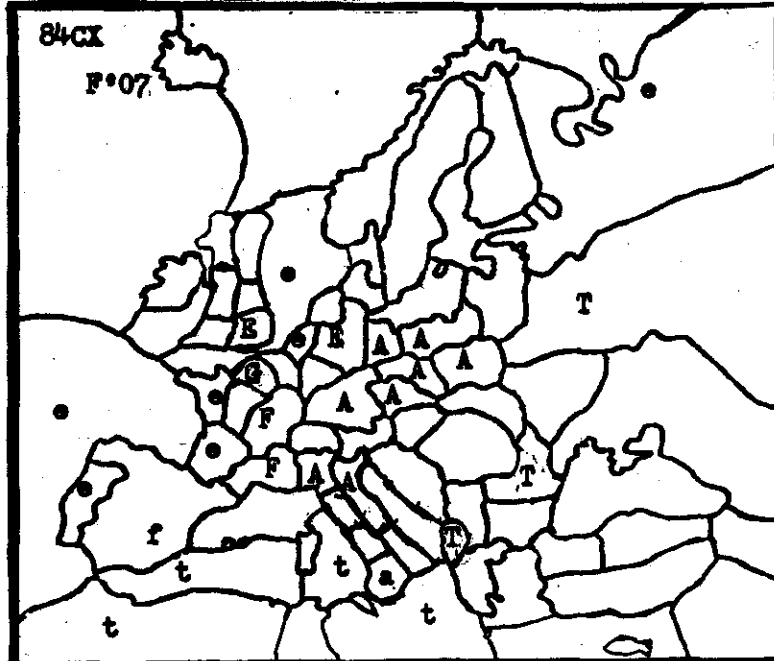 84CX
F•07
T
E E A A
A
G A
A A
F
F A A T
f T
t t a
t t